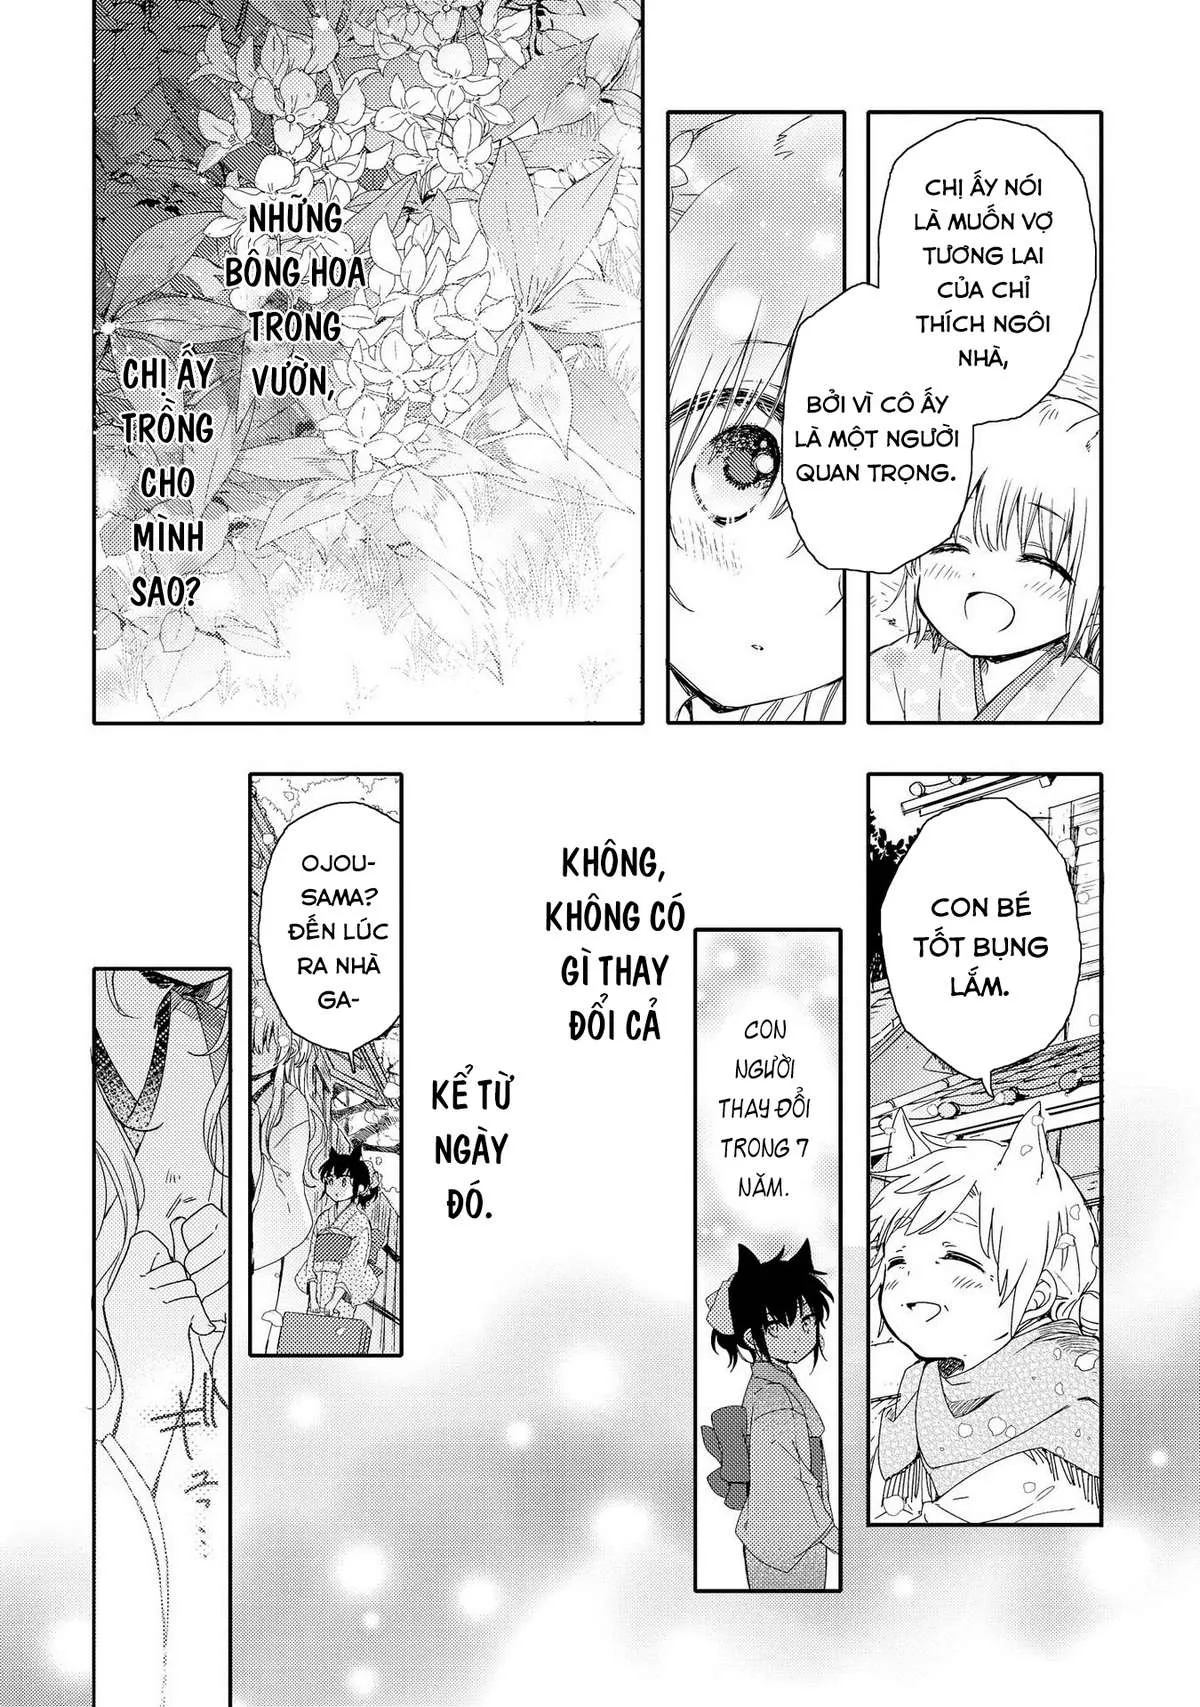 CHỊ ẤY NÓI
LÀ MUỐN VỢ
TƯƠNG LAI
CỦA CHỈ
THÍCH NGÔI
NHÀ,
BỞI VÌ CÔ ẤY
LÀ MỘT NGƯỜI
QUAN TRỌNG.
NHỮNG
BÔNG HOA
TRONG
VƯỜN,
CHỊ ẤY
TRỒNG
CHO
MÌNH
SAO?
CON BÉ
TỐT BỤNG
LẮM.
CON
NGƯỜI
THAY ĐỔI
TRONG 7
NĂM.
KHÔNG,
KHÔNG CÓ
GÌ THAY
ĐỔI CẢ
KỂ TỪ
NGÀY
ĐÓ.
OJOU-
SAMA?
ĐẾN LÚC
RA NHÀ
GA-
ギュ